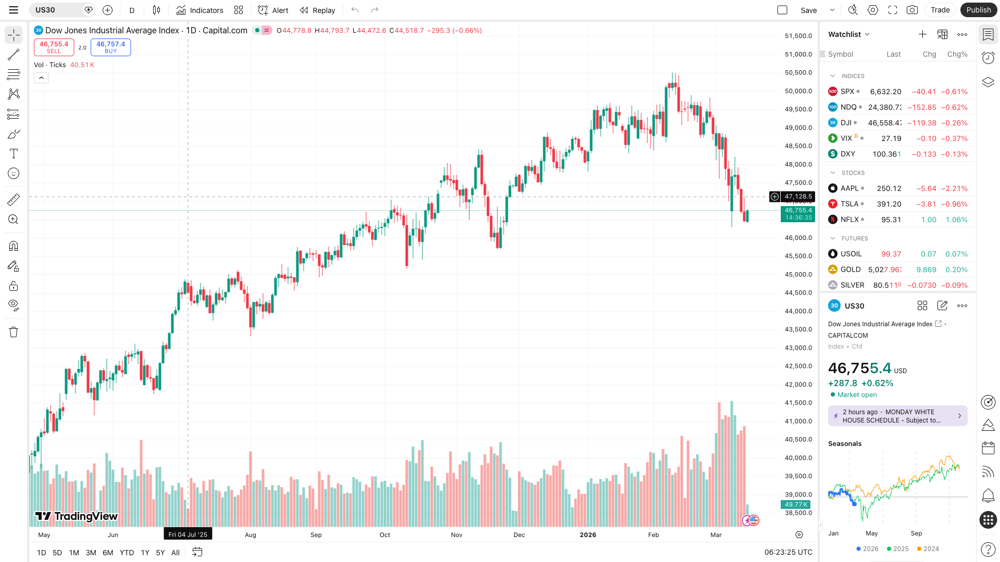 US30
D
Indicators
Alert
Replay
Save
Trade
Publish
30 Dow Jones Industrial Average Index · 1D · Capital.com
O44,778.8 H44,793.7 L44,472.6 C44,518.7 −295.3 (−0.66%)
46,755.4
SELL
2.0
46,757.4
BUY
Vol · Ticks 40.51 K
51,500.0
51,000.0
50,500.0
50,000.0
49,500.0
49,000.0
48,500.0
48,000.0
47,500.0
47,128.5
46,755.4
14:36:35
46,000.0
45,500.0
45,000.0
44,500.0
44,000.0
43,500.0
43,000.0
42,500.0
42,000.0
41,500.0
41,000.0
40,500.0
40,000.0
39,500.0
39,000.0
49.77 K
38,500.0
TradingView
May Jun Fri 04 Jul '25 Aug Sep Oct Nov Dec 2026 Feb Mar
1D 5D 1M 3M 6M YTD 1Y 5Y All
06:23:25 UTC
Watchlist
Symbol Last Chg Chg%
INDICES
500 SPX 6,632.20 −40.41 −0.61%
100 NDQ 24,380.73 −152.85 −0.62%
30 DJI 46,558.47 −119.38 −0.26%
VIX D 27.19 −0.10 −0.37%
$ DXY 100.361 −0.133 −0.13%
STOCKS
AAPL 250.12 −5.64 −2.21%
TSLA 391.20 −3.81 −0.96%
NFLX 95.31 1.00 1.06%
FUTURES
USOIL 99.37 0.07 0.07%
GOLD 5,027.967 9.869 0.20%
SILVER 80.5110 −0.0730 −0.09%
30 US30
Dow Jones Industrial Average Index •
CAPITALCOM
Index • Cfd
46,755.4 USD
+287.8 +0.62%
Market open
2 hours ago • MONDAY WHITE
HOUSE SCHEDULE - Subject to...
Seasonals
Jan May Sep
2026 2025 2024